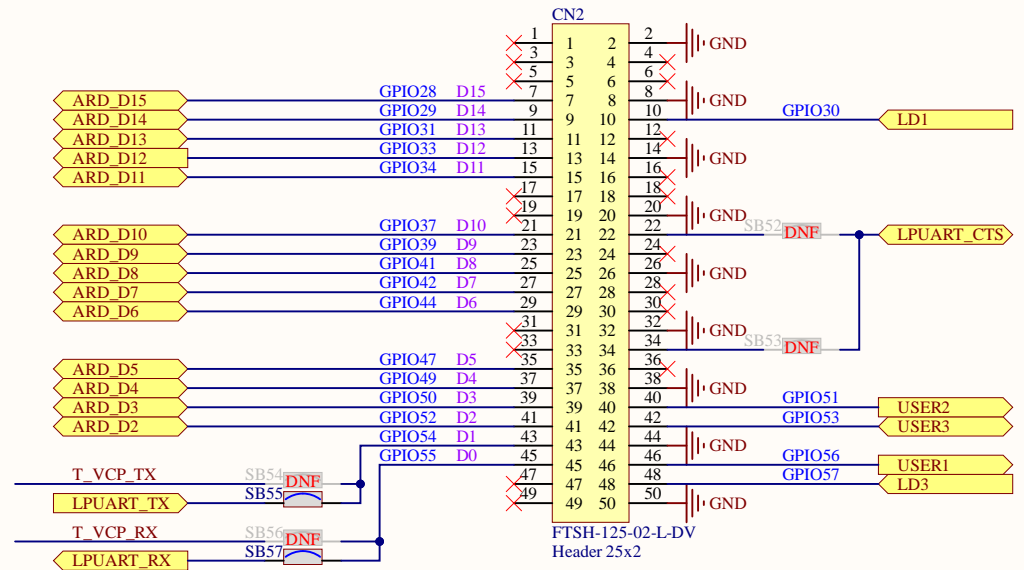 CN2
1 1 2 2 GND
3 3 4 4
5 5 6 6
ARD_D15 GPIO28 D15 7 7 8 8 GND
ARD_D14 GPIO29 D14 9 9 10 10 GPIO30 LD1
ARD_D13 GPIO31 D13 11 11 12 12
ARD_D12 GPIO33 D12 13 13 14 14 GND
ARD_D11 GPIO34 D11 15 15 16 16
17 17 18 18
19 19 20 20 GND
ARD_D10 GPIO37 D10 21 21 22 22 SB52 DNF LPUART_CTS
ARD_D9 GPIO39 D9 23 23 24 24
ARD_D8 GPIO41 D8 25 25 26 26 GND
ARD_D7 GPIO42 D7 27 27 28 28
ARD_D6 GPIO44 D6 29 29 30 30
31 31 32 32 GND
33 33 34 34 SB53 DNF
ARD_D5 GPIO47 D5 35 35 36 36
ARD_D4 GPIO49 D4 37 37 38 38 GND
ARD_D3 GPIO50 D3 39 39 40 40 GPIO51 USER2
ARD_D2 GPIO52 D2 41 41 42 42 GPIO53 USER3
GPIO54 D1 43 43 44 44 GND
GPIO55 D0 45 45 46 46 GPIO56 USER1
T_VCP_TX SB54 DNF 47 47 48 48 GPIO57 LD3
LPUART_TX SB55 49 49 50 50 GND
T_VCP_RX SB56 DNF FTSH-125-02-L-DV
LPUART_RX SB57 Header 25x2